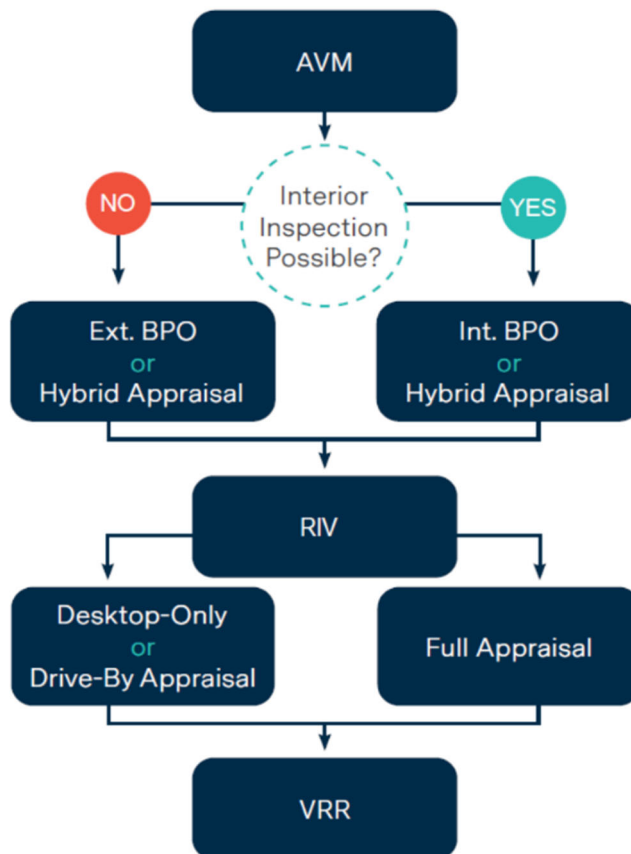 AVM
Interior
Inspection
Possible?
NO
YES
Ext. BPO
or
Hybrid Appraisal
Int. BPO
or
Hybrid Appraisal
RIV
Desktop-Only
or
Drive-By Appraisal
Full Appraisal
VRR